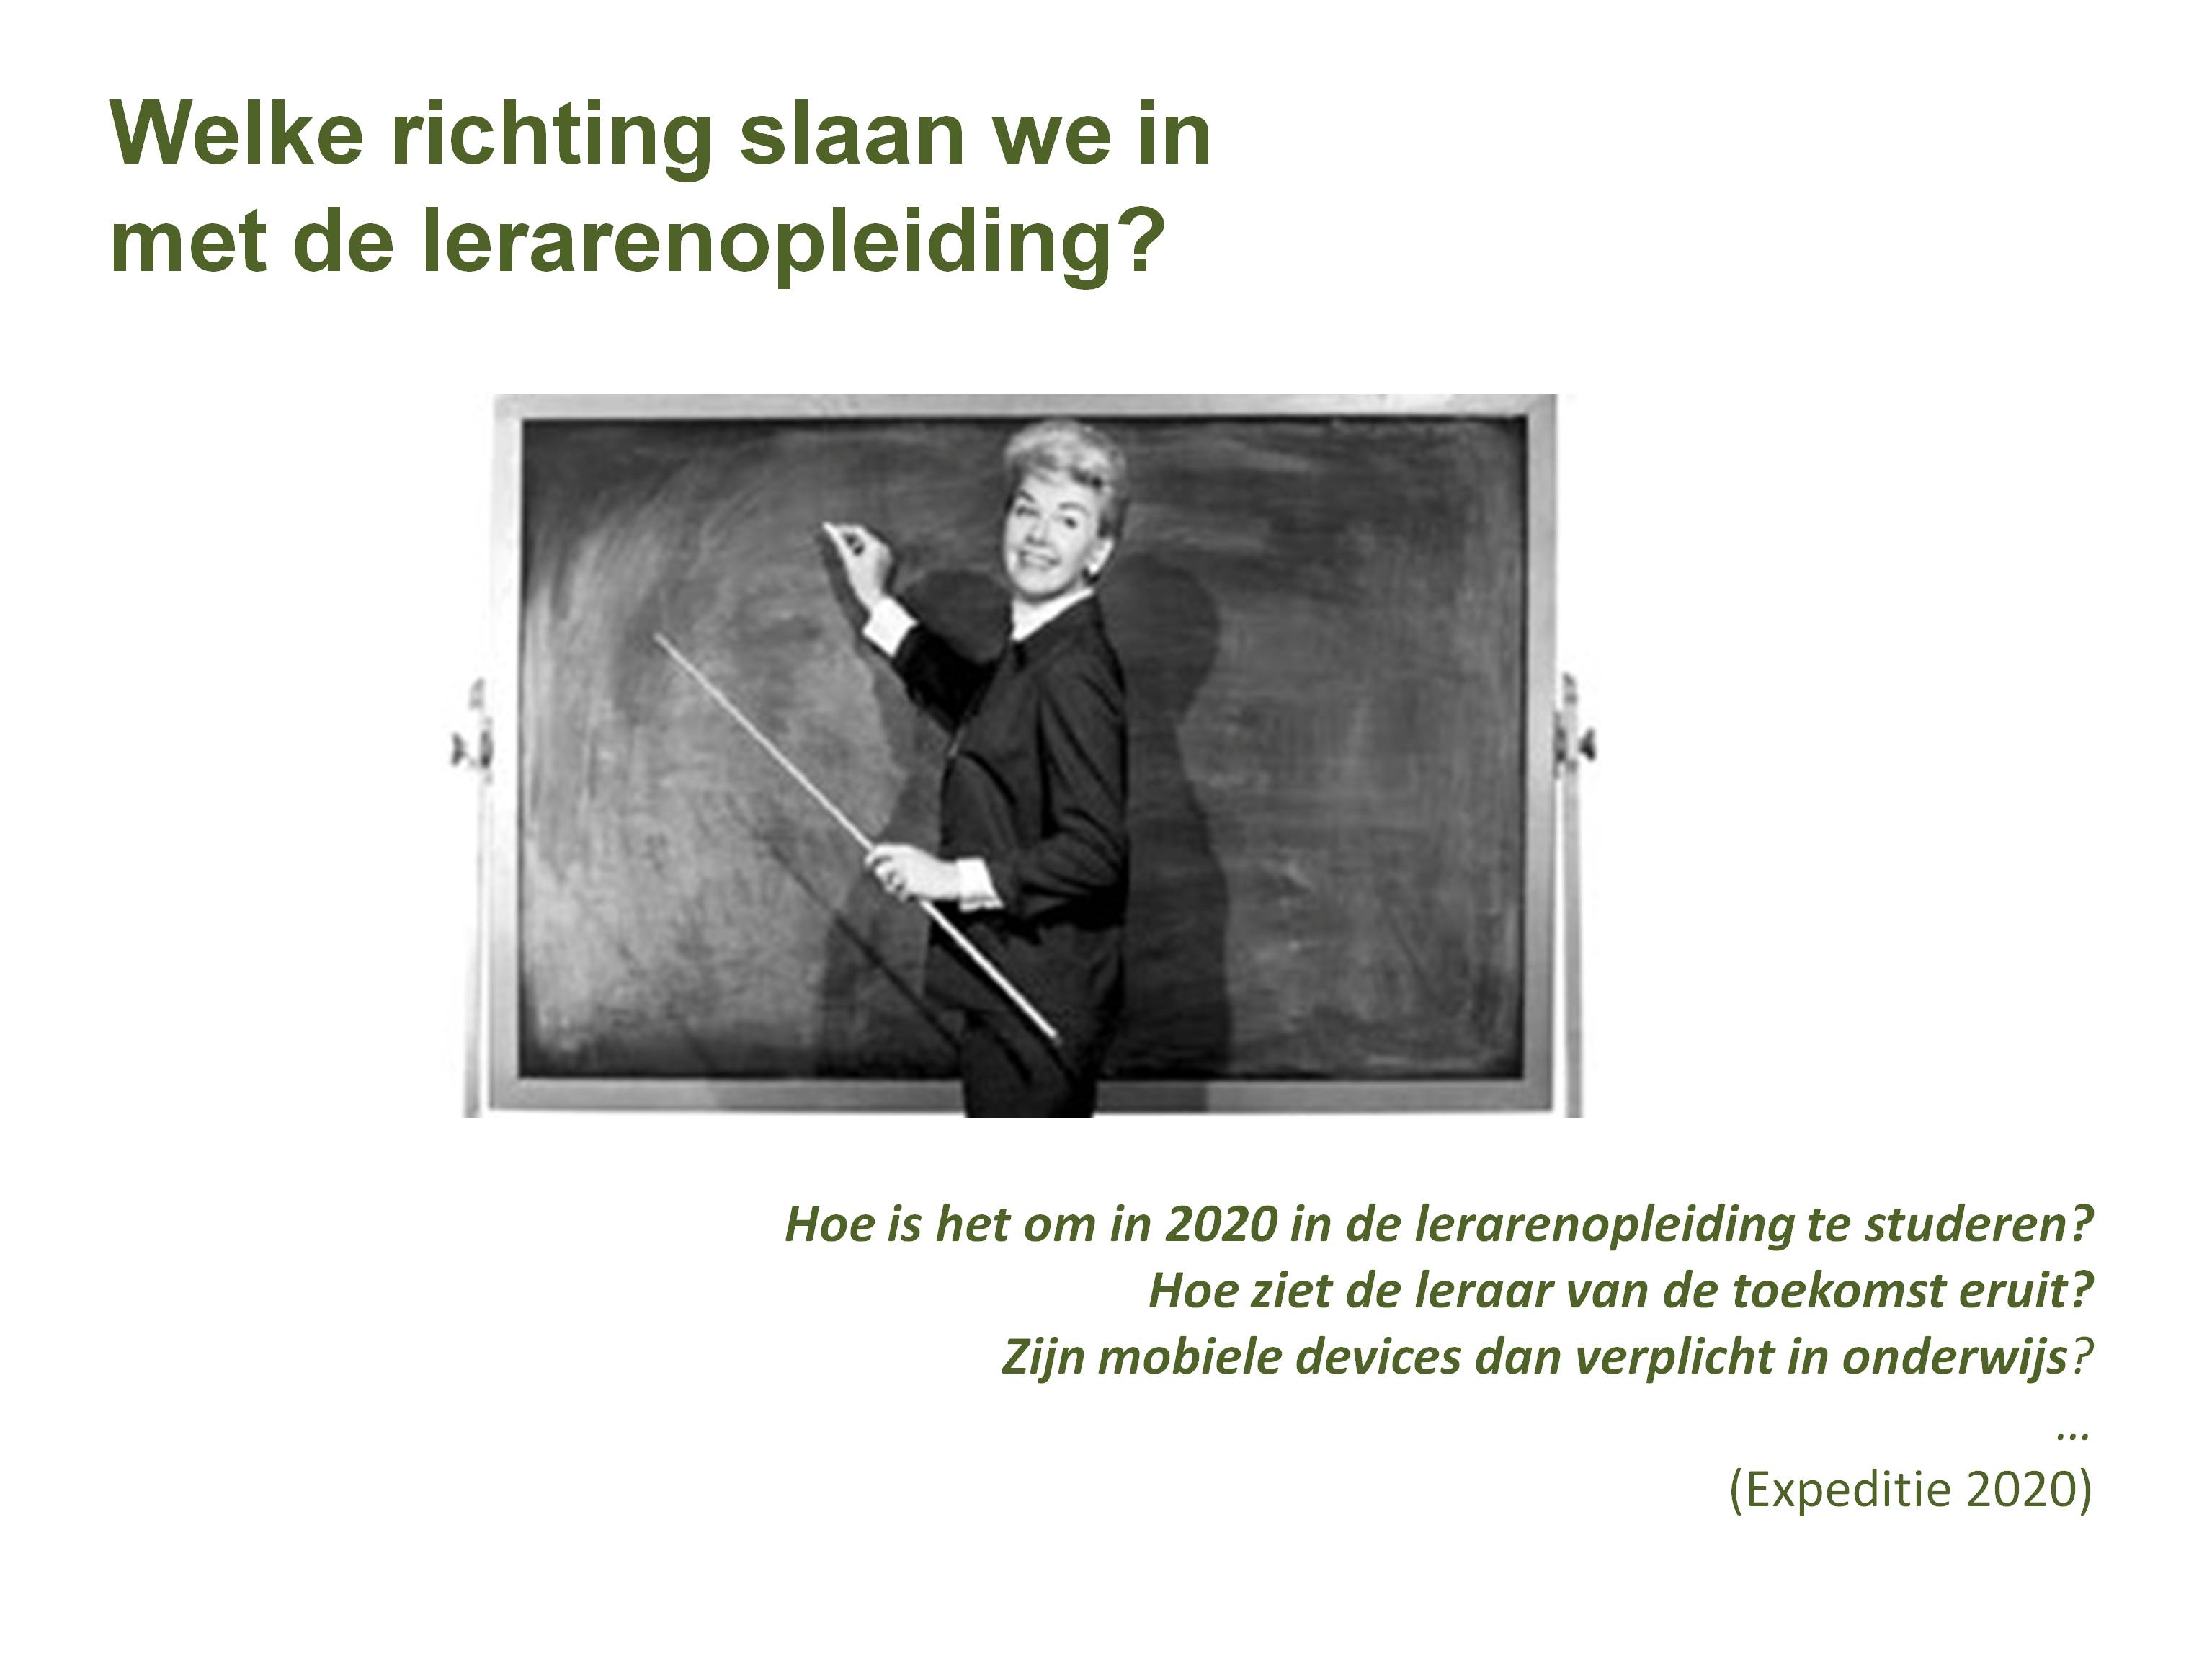 Welke richting slaan we in
met de lerarenopleiding?
Hoe is het om in 2020 in de lerarenopleiding te studeren?
Hoe ziet de leraar van de toekomst eruit?
Zijn mobiele devices dan verplicht in onderwijs?
...
(Expeditie 2020)